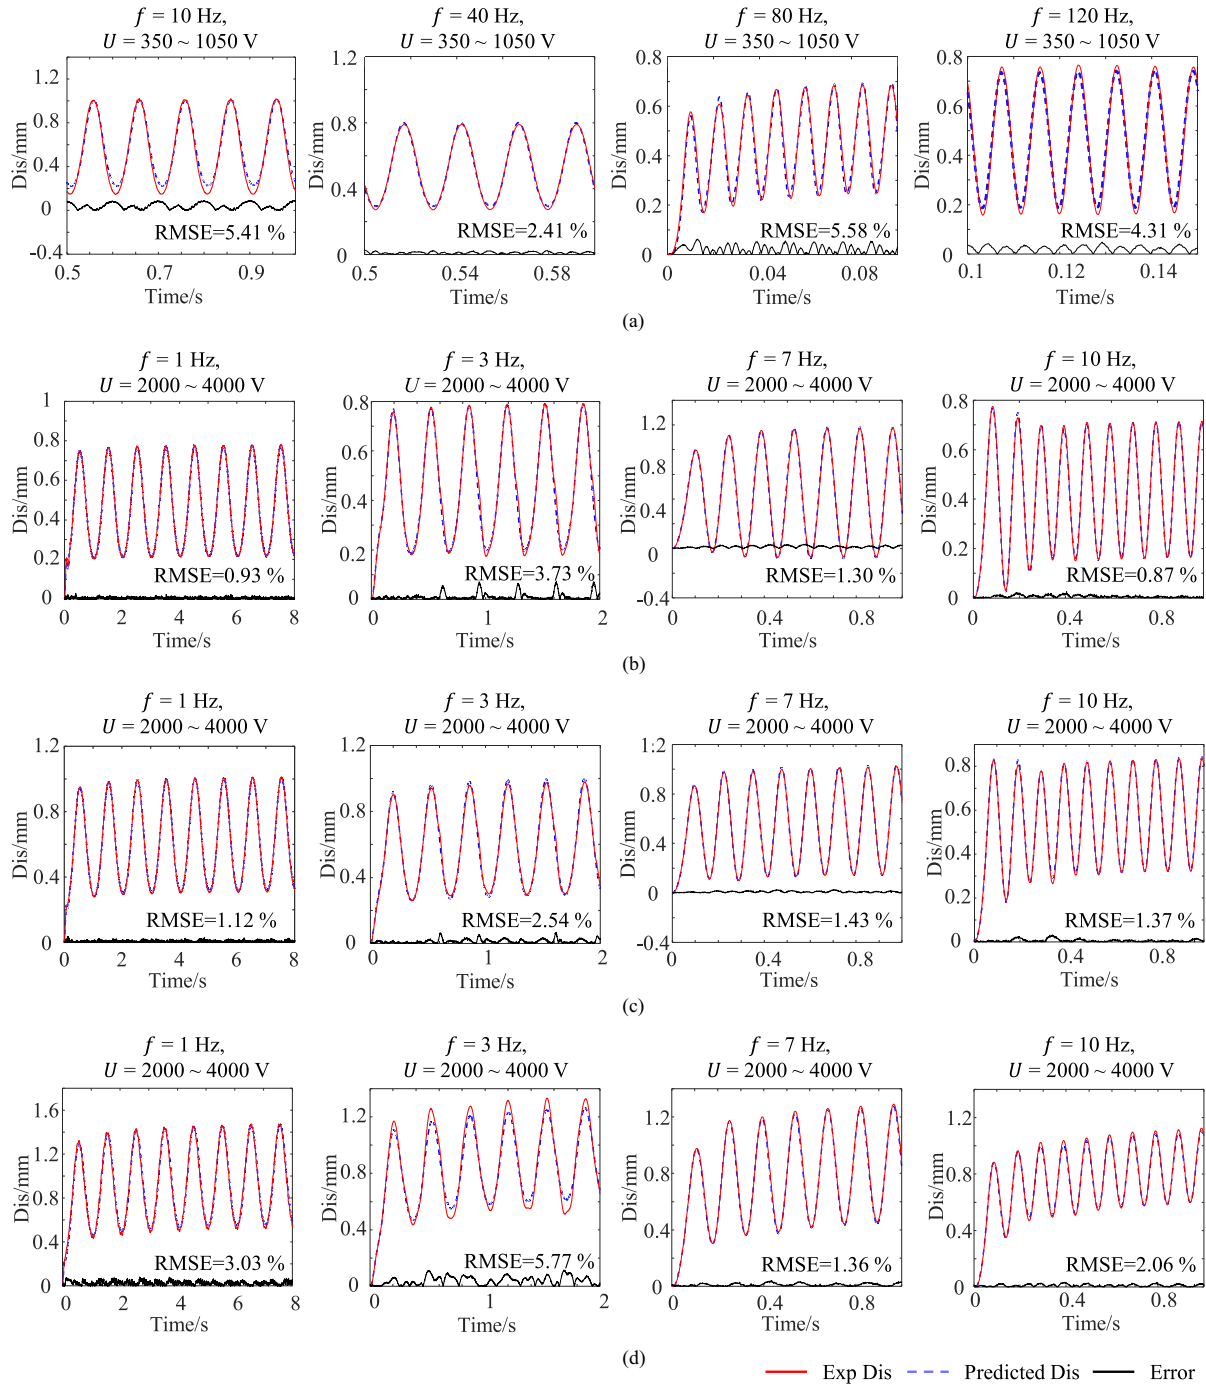 f = 10 Hz,
U = 350 ~ 1050 V
f = 40 Hz,
U = 350 ~ 1050 V
f = 80 Hz,
U = 350 ~ 1050 V
f = 120 Hz,
U = 350 ~ 1050 V
Dis/mm
1.2
0.8
0.4
0
-0.4
RMSE=5.41 %
0.5 0.7 0.9
Time/s
Dis/mm
1.2
0.8
0.4
0
RMSE=2.41 %
0.5 0.54 0.58
Time/s
Dis/mm
0.8
0.6
0.4
0.2
0
RMSE=5.58 %
0 0.04 0.08
Time/s
Dis/mm
0.8
0.6
0.4
0.2
0
RMSE=4.31 %
0.1 0.12 0.14
Time/s
(a)
f = 1 Hz,
U = 2000 ~ 4000 V
f = 3 Hz,
U = 2000 ~ 4000 V
f = 7 Hz,
U = 2000 ~ 4000 V
f = 10 Hz,
U = 2000 ~ 4000 V
Dis/mm
1
0.8
0.6
0.4
0.2
0
RMSE=0.93 %
0 2 4 6 8
Time/s
Dis/mm
0.8
0.6
0.4
0.2
0
RMSE=3.73 %
0 1 2
Time/s
Dis/mm
1.2
0.8
0.4
0
-0.4
RMSE=1.30 %
0 0.4 0.8
Time/s
Dis/mm
0.8
0.6
0.4
0.2
0
RMSE=0.87 %
0 0.4 0.8
Time/s
(b)
f = 1 Hz,
U = 2000 ~ 4000 V
f = 3 Hz,
U = 2000 ~ 4000 V
f = 7 Hz,
U = 2000 ~ 4000 V
f = 10 Hz,
U = 2000 ~ 4000 V
Dis/mm
1.2
0.8
0.4
0
RMSE=1.12 %
0 2 4 6 8
Time/s
Dis/mm
1.2
0.8
0.4
0
RMSE=2.54 %
0 1 2
Time/s
Dis/mm
1.2
0.8
0.4
0
-0.4
RMSE=1.43 %
0 0.4 0.8
Time/s
Dis/mm
0.8
0.6
0.4
0.2
0
RMSE=1.37 %
0 0.4 0.8
Time/s
(c)
f = 1 Hz,
U = 2000 ~ 4000 V
f = 3 Hz,
U = 2000 ~ 4000 V
f = 7 Hz,
U = 2000 ~ 4000 V
f = 10 Hz,
U = 2000 ~ 4000 V
Dis/mm
1.6
1.2
0.8
0.4
0
RMSE=3.03 %
0 2 4 6 8
Time/s
Dis/mm
1.2
0.8
0.4
0
RMSE=5.77 %
0 1 2
Time/s
Dis/mm
1.2
0.8
0.4
0
RMSE=1.36 %
0 0.4 0.8
Time/s
Dis/mm
1.2
0.8
0.4
0
RMSE=2.06 %
0 0.4 0.8
Time/s
(d)
Exp Dis Predicted Dis Error